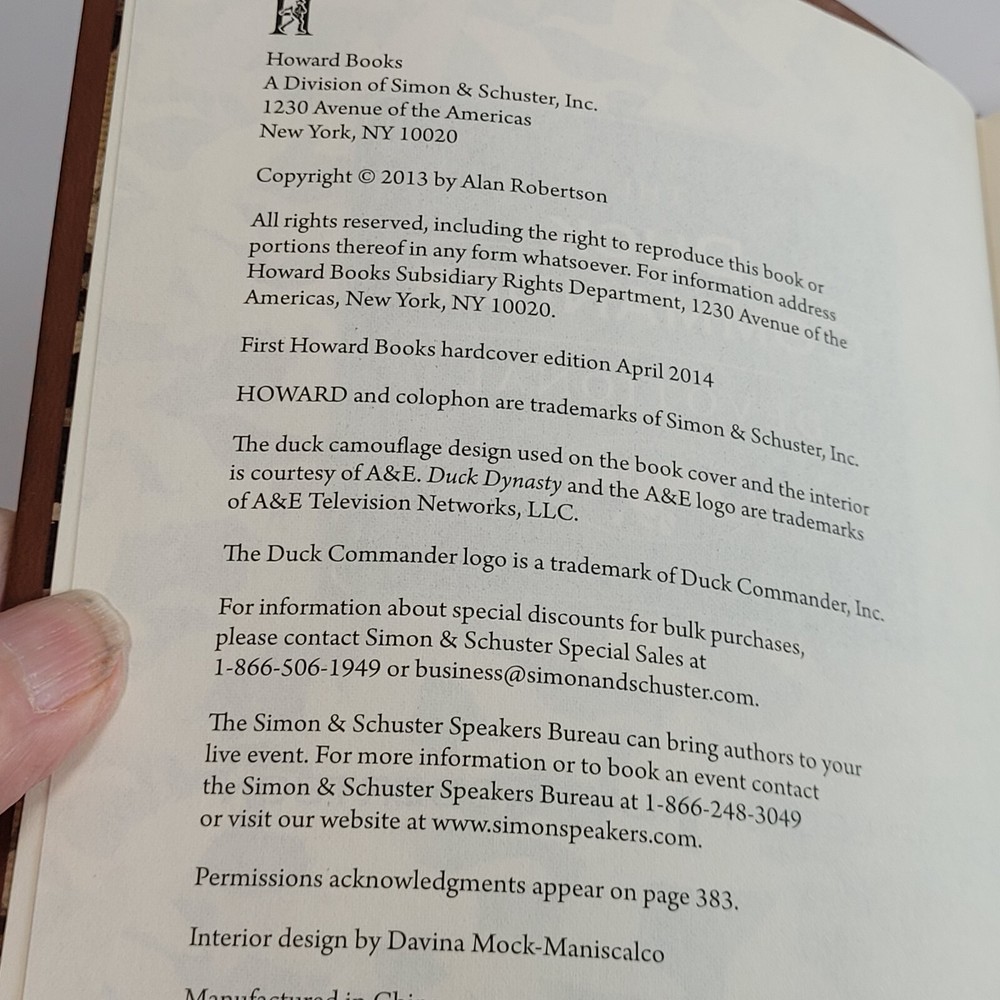 Howard Books
A Division of Simon & Schuster, Inc.
1230 Avenue of the Americas
New York, NY 10020
Copyright © 2013 by Alan Robertson
All rights reserved, including the right to reproduce this book or
portions thereof in any form whatsoever. For information address
Howard Books Subsidiary Rights Department, 1230 Avenue of the
Americas, New York, NY 10020.
First Howard Books hardcover edition April 2014
HOWARD and colophon are trademarks of Simon & Schuster, Inc.
The duck camouflage design used on the book cover and the interior
is courtesy of A&E. Duck Dynasty and the A&E logo are trademarks
of A&E Television Networks, LLC.
The Duck Commander logo is a trademark of Duck Commander, Inc.
For information about special discounts for bulk purchases,
please contact Simon & Schuster Special Sales at
1-866-506-1949 or business@simonandschuster.com.
The Simon & Schuster Speakers Bureau can bring authors to your
live event. For more information or to book an event contact
the Simon & Schuster Speakers Bureau at 1-866-248-3049
or visit our website at www.simonspeakers.com.
Permissions acknowledgments appear on page 383.
Interior design by Davina Mock-Maniscalco
Manufactured in